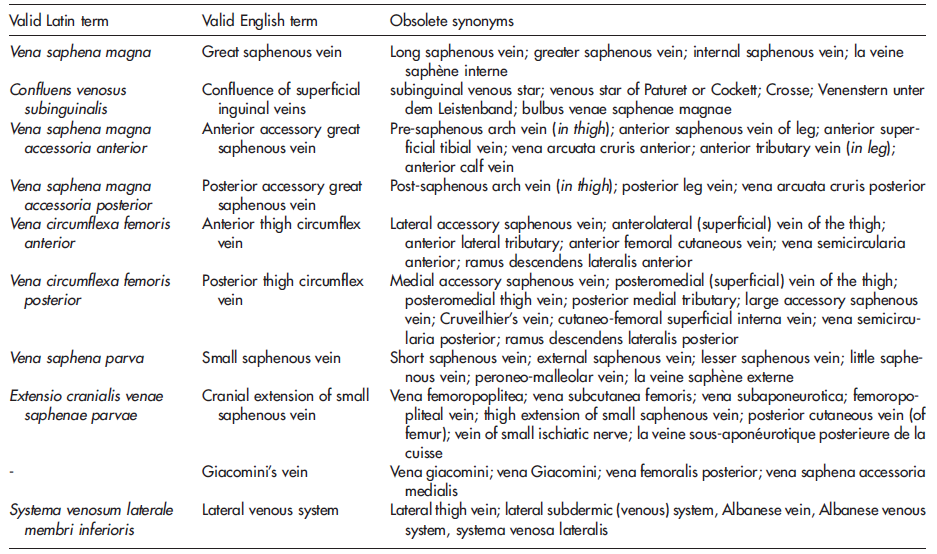 Valid Latin term Valid English term Obsolete synonyms
Vena saphena magna Great saphenous vein Long saphenous vein; greater saphenous vein; internal saphenous vein; la veine
saphène interne
Confluens venosus Confluence of superficial subinguinal venous star; venous star of Paturet or Cockett; Crosse; Venenstern unter
subinguinalis inguinal veins dem Leistenband; bulbus venae saphenae magnae
Vena saphena magna Anterior accessory great Pre-saphenous arch vein (in thigh); anterior saphenous vein of leg; anterior super-
accessoria anterior saphenous vein ficial tibial vein; vena arcuata cruris anterior; anterior tributary vein (in leg);
anterior calf vein
Vena saphena magna Posterior accessory great Post-saphenous arch vein (in thigh); posterior leg vein; vena arcuata cruris posterior
accessoria posterior saphenous vein
Vena circumflexa femoris Anterior thigh circumflex Lateral accessory saphenous vein; anterolateral (superficial) vein of the thigh;
anterior vein anterior lateral tributary; anterior femoral cutaneous vein; vena semicircularia
anterior; ramus descendens lateralis anterior
Vena circumflexa femoris Posterior thigh circumflex Medial accessory saphenous vein; posteromedial (superficial) vein of the thigh;
posterior vein posteromedial thigh vein; posterior medial tributary; large accessory saphenous
vein; Cruveilhier's vein; cutaneo-femoral superficial interna vein; vena semicircu-
laria posterior; ramus descendens lateralis posterior
Vena saphena parva Small saphenous vein Short saphenous vein; external saphenous vein; lesser saphenous vein; little saphe-
nous vein; peroneo-malleolar vein; la veine saphène externe
Extensio cranialis venae Cranial extension of small Vena femoropoplitea; vena subcutanea femoris; vena subaponeurotica; femoropo-
saphenae parvae saphenous vein pliteal vein; thigh extension of small saphenous vein; posterior cutaneous vein (of
femur); vein of small ischiatic nerve; la veine sous-aponéurotique posterieure de la
cuisse
- Giacomini's vein Vena giacomini; vena Giacomini; vena femoralis posterior; vena saphena accessoria
medialis
Systema venosum laterale Lateral venous system Lateral thigh vein; lateral subdermic (venous) system, Albanese vein, Albanese venous
membri inferioris system, systema venosa lateralis